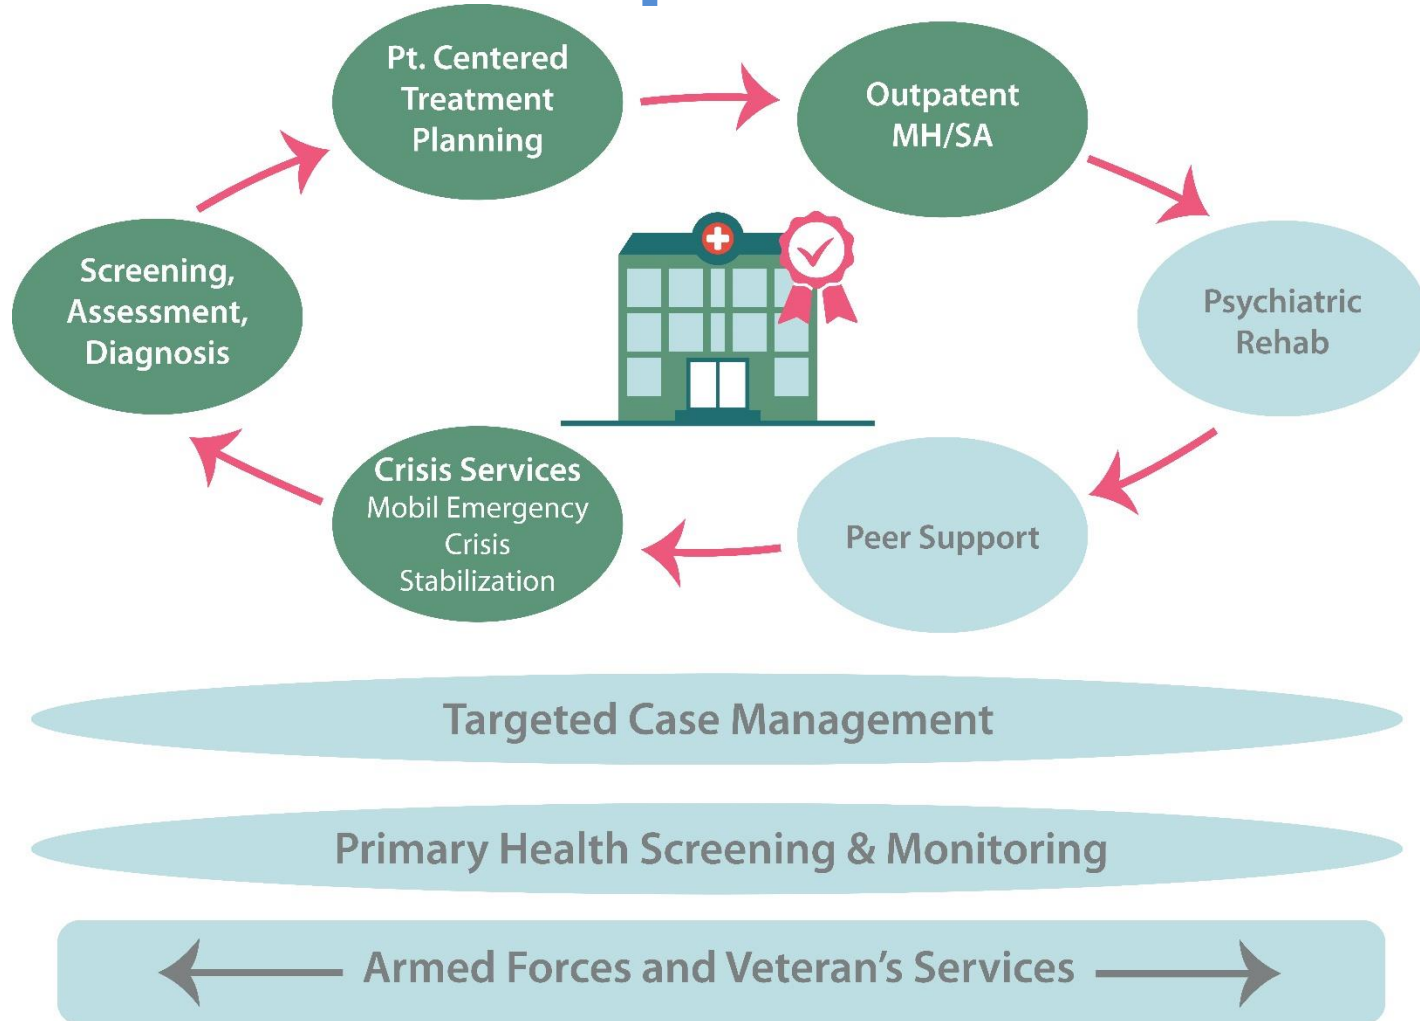 Pt. Centered
Treatment
Planning
Outpatent
MH/SA
Screening,
Assessment,
Diagnosis
Psychiatric
Rehab
Crisis Services
Mobil Emergency
Crisis
Stabilization
Peer Support
Targeted Case Management
Primary Health Screening & Monitoring
Armed Forces and Veteran’s Services